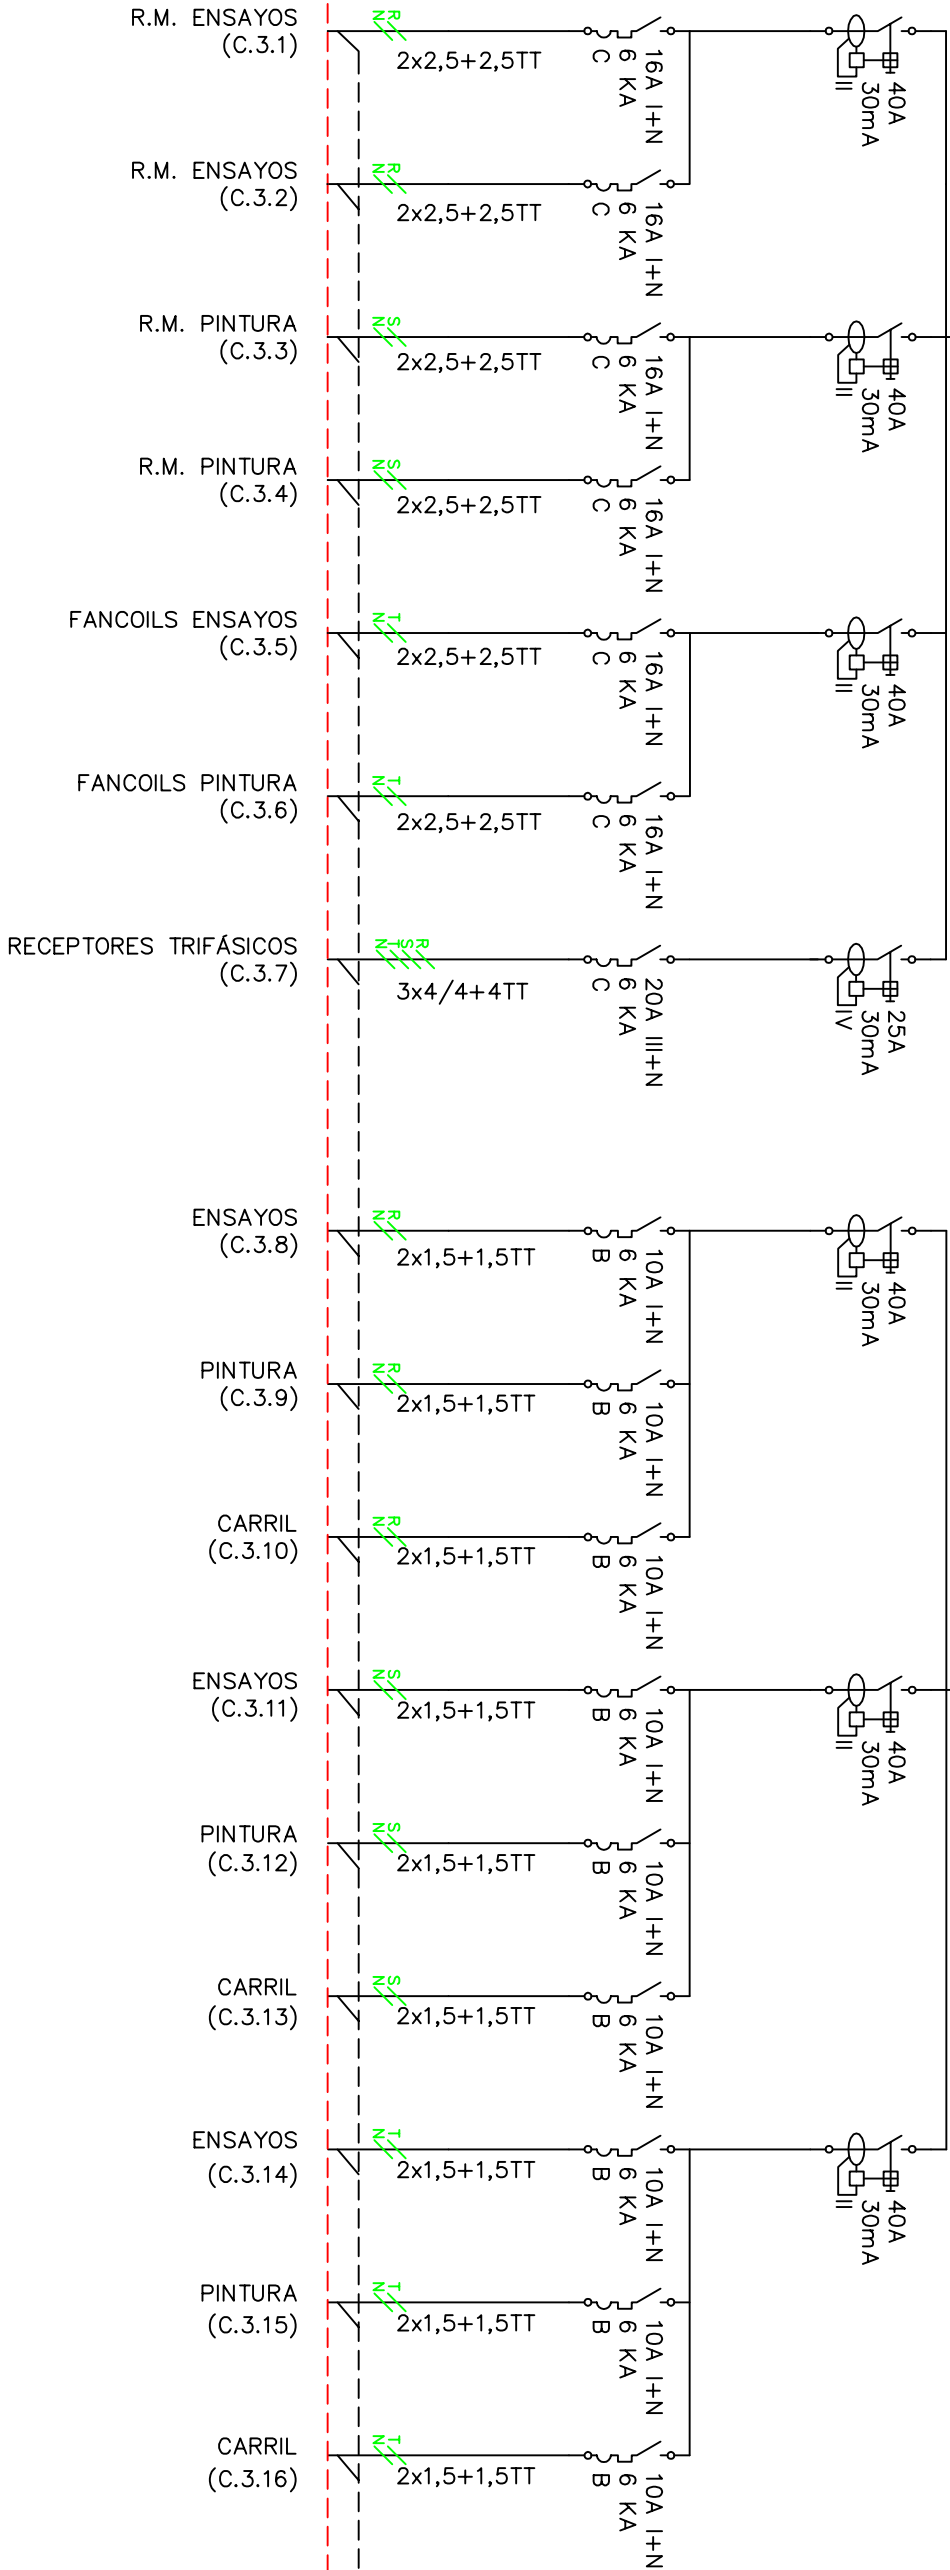 R.M. ENSAYOS
(C.3.1)
R
N
2x2,5+2,5TT
16A I+N
6 KA
C
40A
30mA
II
R.M. ENSAYOS
(C.3.2)
R
N
2x2,5+2,5TT
16A I+N
6 KA
C
R.M. PINTURA
(C.3.3)
S
N
2x2,5+2,5TT
16A I+N
6 KA
C
40A
30mA
II
R.M. PINTURA
(C.3.4)
S
N
2x2,5+2,5TT
16A I+N
6 KA
C
FANCOILS ENSAYOS
(C.3.5)
T
N
2x2,5+2,5TT
16A I+N
6 KA
C
40A
30mA
II
FANCOILS PINTURA
(C.3.6)
T
N
2x2,5+2,5TT
16A I+N
6 KA
C
RECEPTORES TRIFÁSICOS
(C.3.7)
R
S
T
N
3x4/4+4TT
20A III+N
6 KA
C
25A
30mA
IV
ENSAYOS
(C.3.8)
R
N
2x1,5+1,5TT
10A I+N
6 KA
B
40A
30mA
II
PINTURA
(C.3.9)
R
N
2x1,5+1,5TT
10A I+N
6 KA
B
CARRIL
(C.3.10)
R
N
2x1,5+1,5TT
10A I+N
6 KA
B
ENSAYOS
(C.3.11)
S
N
2x1,5+1,5TT
10A I+N
6 KA
B
40A
30mA
II
PINTURA
(C.3.12)
S
N
2x1,5+1,5TT
10A I+N
6 KA
B
CARRIL
(C.3.13)
S
N
2x1,5+1,5TT
10A I+N
6 KA
B
ENSAYOS
(C.3.14)
T
N
2x1,5+1,5TT
10A I+N
6 KA
B
40A
30mA
II
PINTURA
(C.3.15)
T
N
2x1,5+1,5TT
10A I+N
6 KA
B
CARRIL
(C.3.16)
T
N
2x1,5+1,5TT
10A I+N
6 KA
B